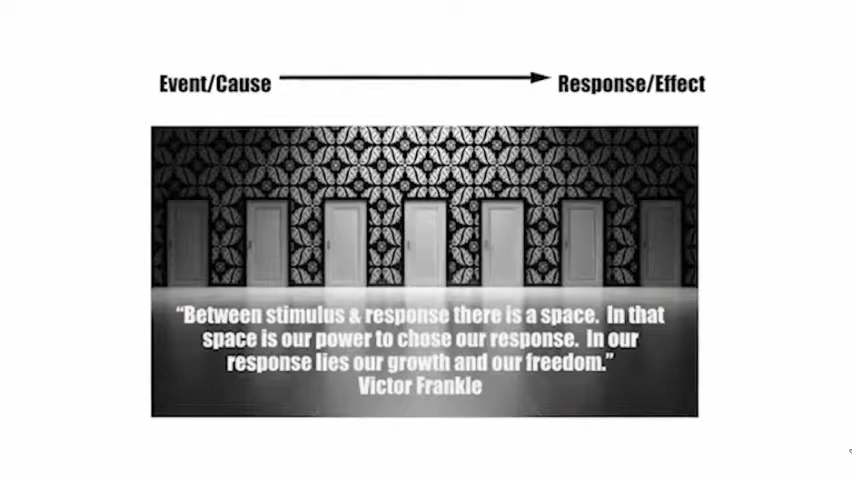 Event/Cause
Response/Effect
“Between stimulus & response there is a space. In that
space is our power to chose our response. In our
response lies our growth and our freedom.”
Victor Frankle